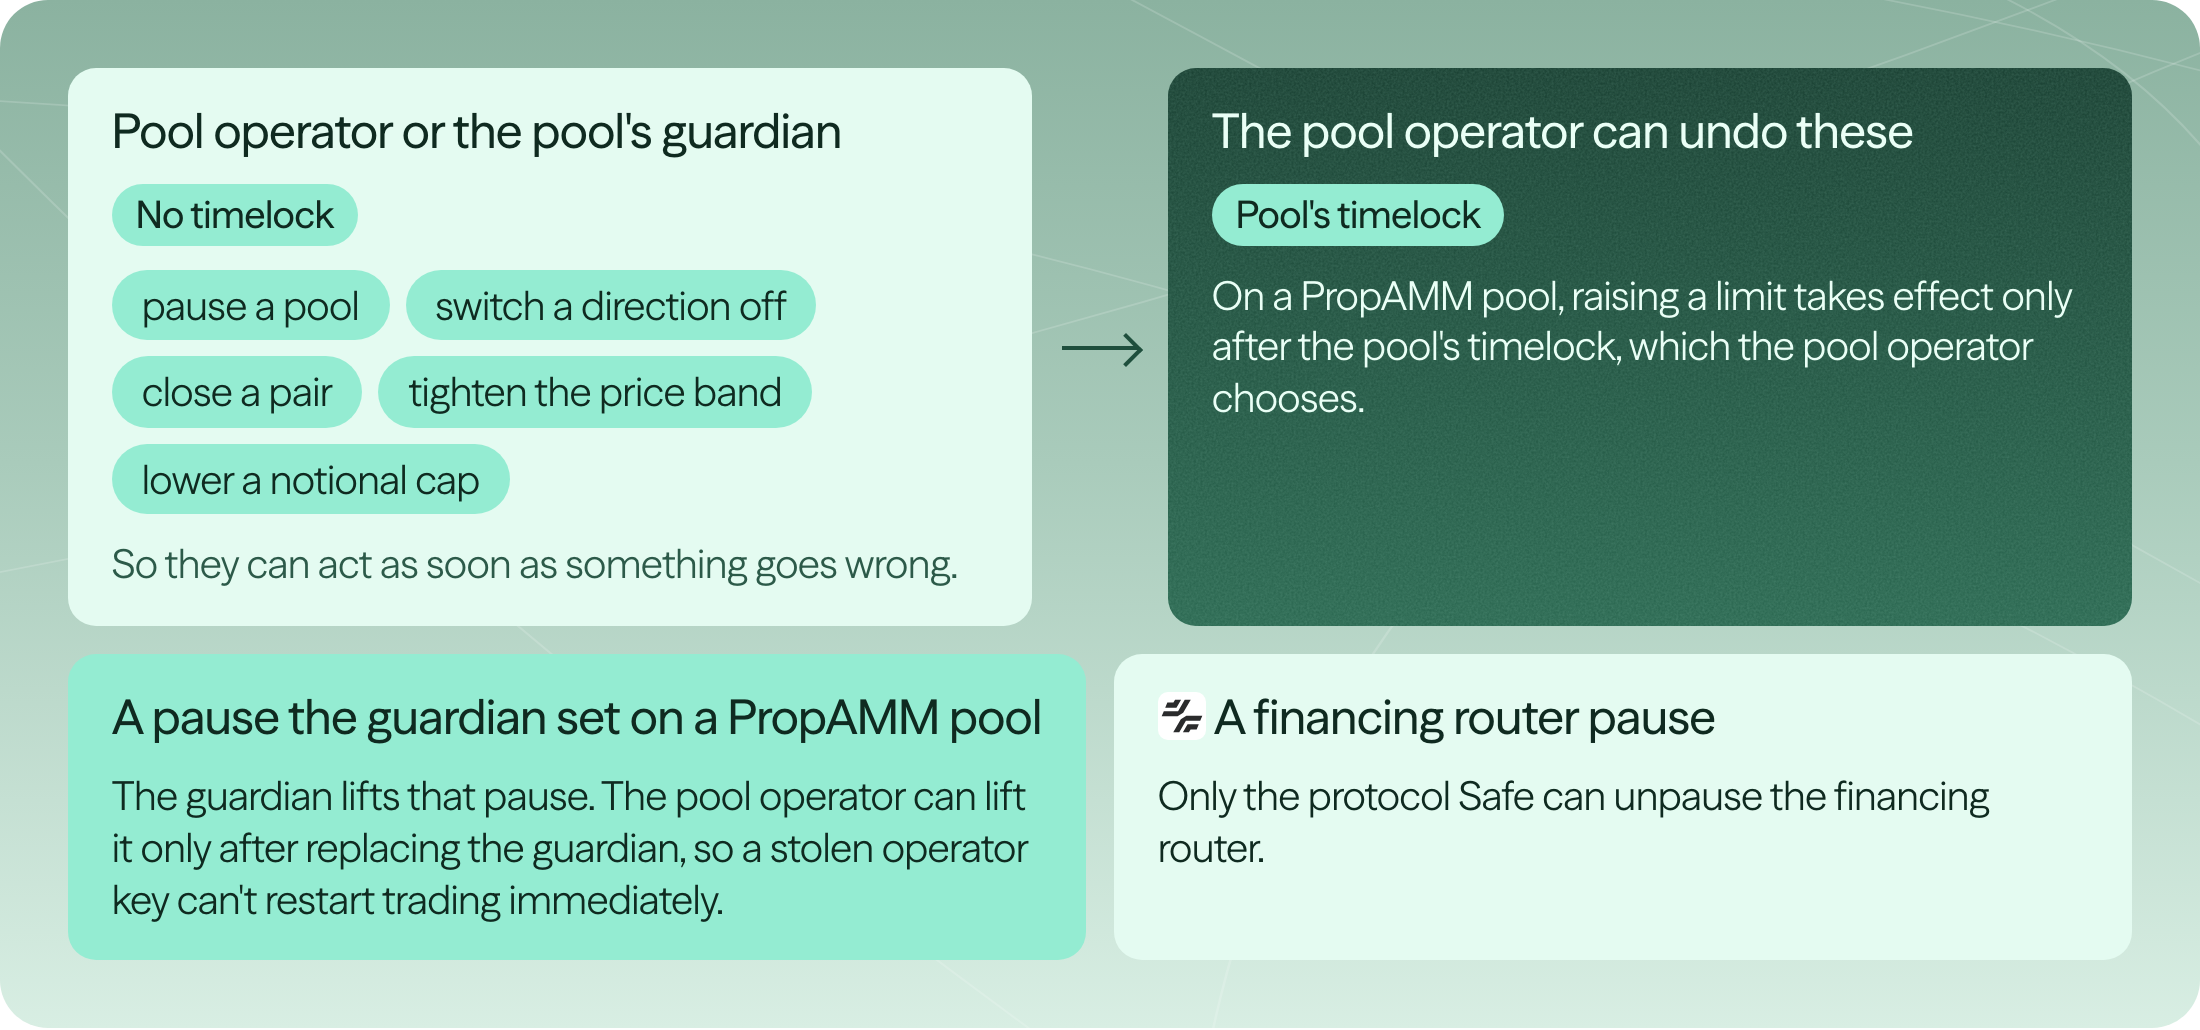 Pool operator or the pool's guardian
No timelock
pause a pool
switch a direction off
close a pair
tighten the price band
lower a notional cap
So they can act as soon as something goes wrong.
The pool operator can undo these
Pool's timelock
On a PropAMM pool, raising a limit takes effect only
after the pool's timelock, which the pool operator
chooses.
A pause the guardian set on a PropAMM pool
The guardian lifts that pause. The pool operator can lift
it only after replacing the guardian, so a stolen operator
key can't restart trading immediately.
A financing router pause
Only the protocol Safe can unpause the financing
router.